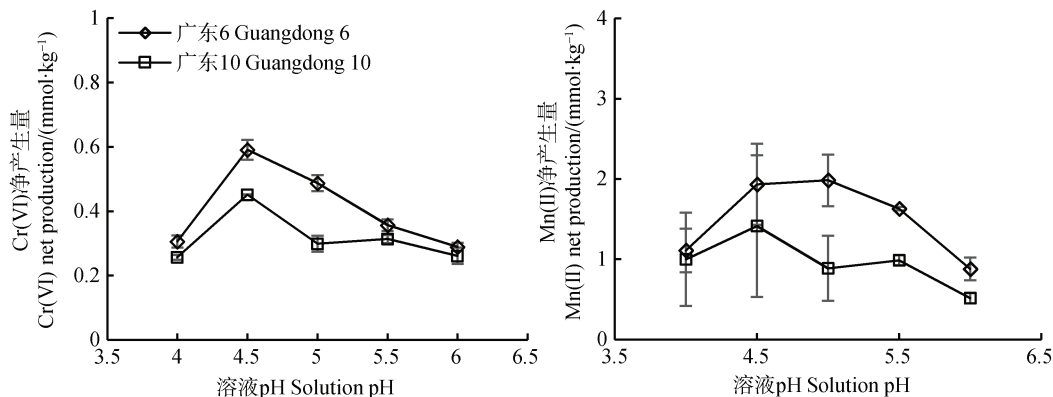 1
0.8
0.6
0.4
0.2
0
广东6 Guangdong 6
广东10 Guangdong 10
Cr(VI)净产生量
Cr(VI) net production/(mmol·kg⁻¹)
3.5 4 4.5 5 5.5 6 6.5
溶液pH Solution pH
4
3
2
1
0
Mn(II)净产生量
Mn(II) net production/(mmol·kg⁻¹)
3.5 4.5 5.5 6.5
溶液pH Solution pH